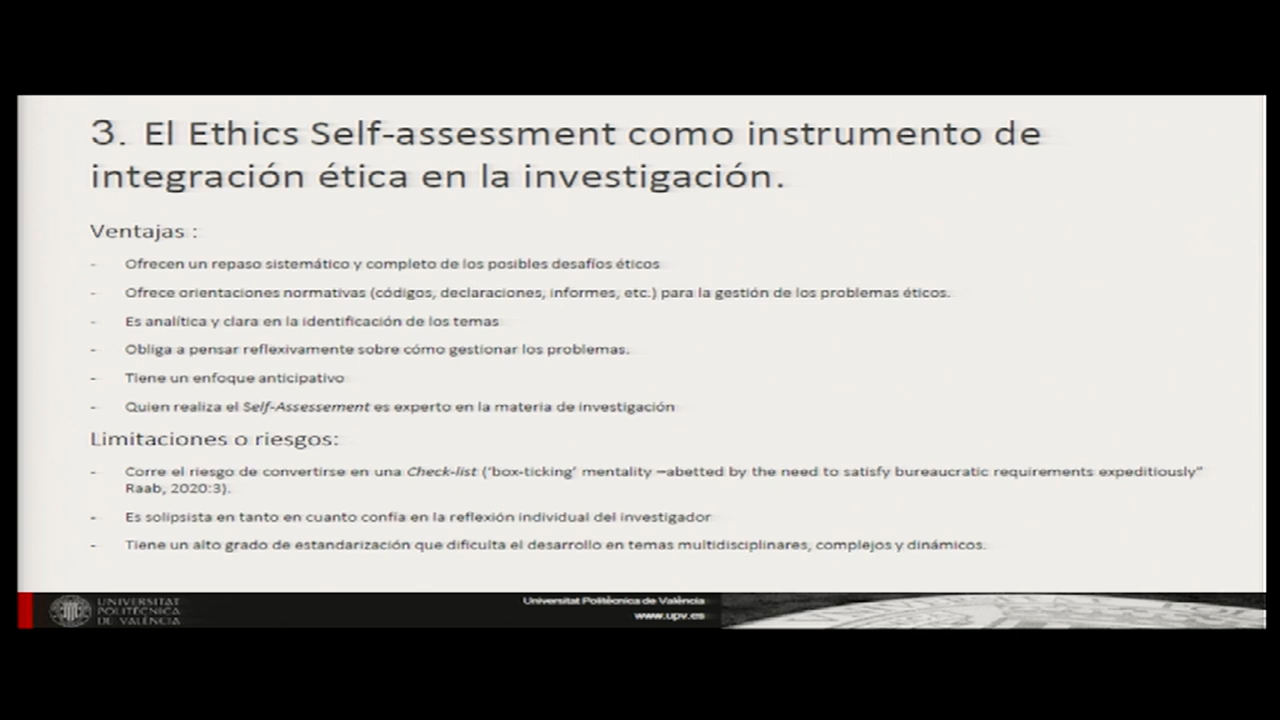 3. El Ethics Self-assessment como instrumento de
integración ética en la investigación.
Ventajas :
- Ofrecen un repaso sistemático y completo de los posibles desafíos éticos
- Ofrece orientaciones normativas (códigos, declaraciones, informes, etc.) para la gestión de los problemas éticos.
- Es analítica y clara en la identificación de los temas
- Obliga a pensar reflexivamente sobre cómo gestionar los problemas.
- Tiene un enfoque anticipativo
- Quien realiza el Self-Assessement es experto en la materia de investigación
Limitaciones o riesgos:
- Corre el riesgo de convertirse en una Check-list (‘box-ticking’ mentality –abetted by the need to satisfy bureaucratic requirements expeditiously”
Raab, 2020:3).
- Es solipsista en tanto en cuanto confía en la reflexión individual del investigador
- Tiene un alto grado de estandarización que dificulta el desarrollo en temas multidisciplinares, complejos y dinámicos.
UNIVERSITAT
POLITÈCNICA
DE VALÈNCIA
Universitat Politècnica de València
www.upv.es